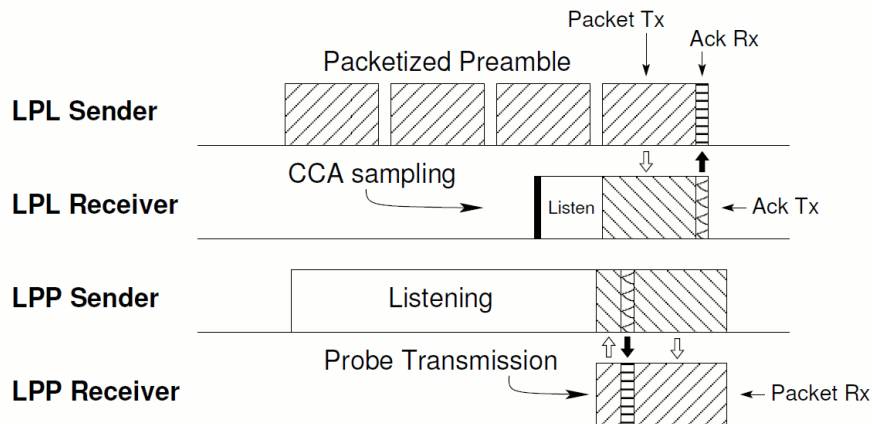 Packet Tx
Ack Rx
Packetized Preamble
LPL Sender
CCA sampling
LPL Receiver
Listen
Ack Tx
LPP Sender
Listening
Probe Transmission
LPP Receiver
Packet Rx